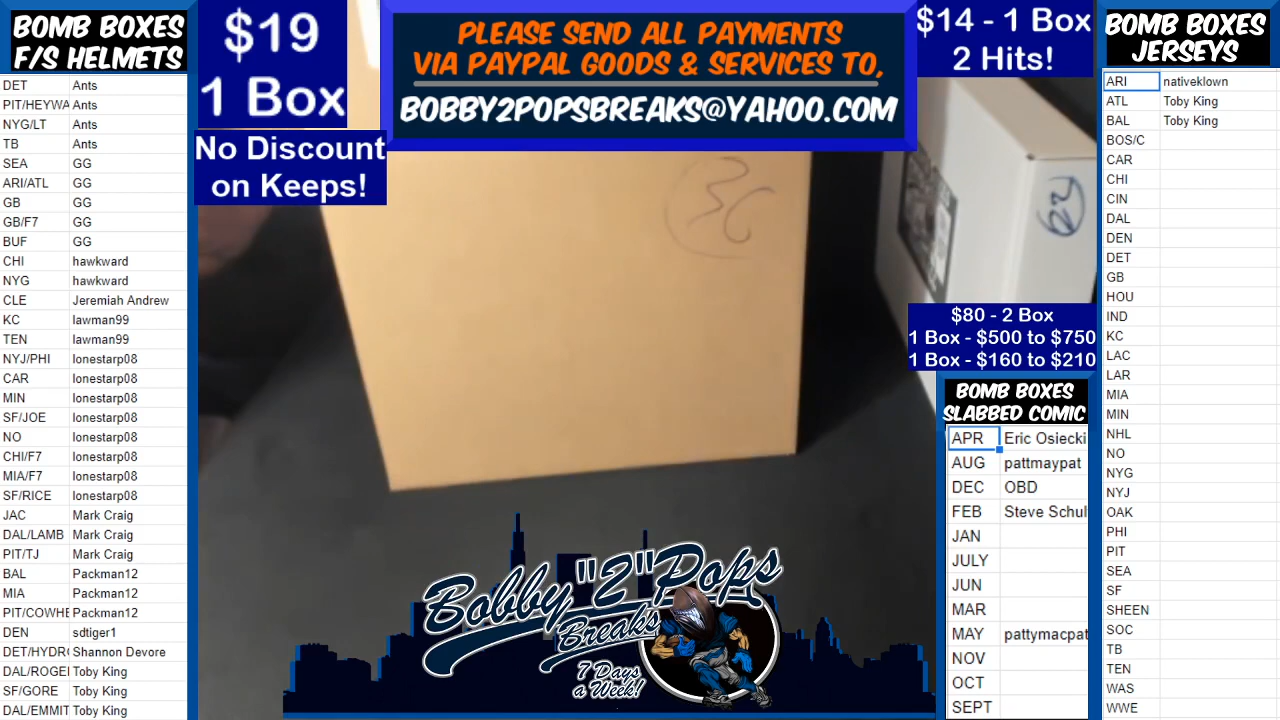 BOMB BOXES
F/S HELMETS
DET Ants
PIT/HEYWA Ants
NYG/LT Ants
TB Ants
SEA GG
ARI/ATL GG
GB GG
GB/F7 GG
BUF GG
CHI hawkward
NYG hawkward
CLE Jeremiah Andrew
KC lawman99
TEN lawman99
NYJ/PHI lonestarp08
CAR lonestarp08
MIN lonestarp08
SF/JOE lonestarp08
NO lonestarp08
CHI/F7 lonestarp08
MIA/F7 lonestarp08
SF/RICE lonestarp08
JAC Mark Craig
DAL/LAMB Mark Craig
PIT/TJ Mark Craig
BAL Packman12
MIA Packman12
PIT/COWHE Packman12
DEN sdtiger1
DET/HYDR Shannon Devore
DAL/ROGE Toby King
SF/GORE Toby King
DAL/EMMIT Toby King
$19
1 Box
No Discount
on Keeps!
PLEASE SEND ALL PAYMENTS
VIA PAYPAL GOODS & SERVICES TO,
BOBBY2POPSBREAKS@YAHOO.COM
$14 - 1 Box
2 Hits!
$80 - 2 Box
1 Box - $500 to $750
1 Box - $160 to $210
BOMB BOXES
SLABBED COMIC
APR Eric Osiecki
AUG pattmaypat
DEC OBD
FEB Steve Schul
JAN
JULY
JUN
MAR
MAY pattymacpat
NOV
OCT
SEPT
BOMB BOXES
JERSEYS
ARI nativeklown
ATL Toby King
BAL Toby King
BOS/C
CAR
CHI
CIN
DAL
DEN
DET
GB
HOU
IND
KC
LAC
LAR
MIA
MIN
NHL
NO
NYG
NYJ
OAK
PHI
PIT
SEA
SF
SHEEN
SOC
TB
TEN
WAS
WWE
Bobby "2" Pops
Breaks
7 Days
a Week!